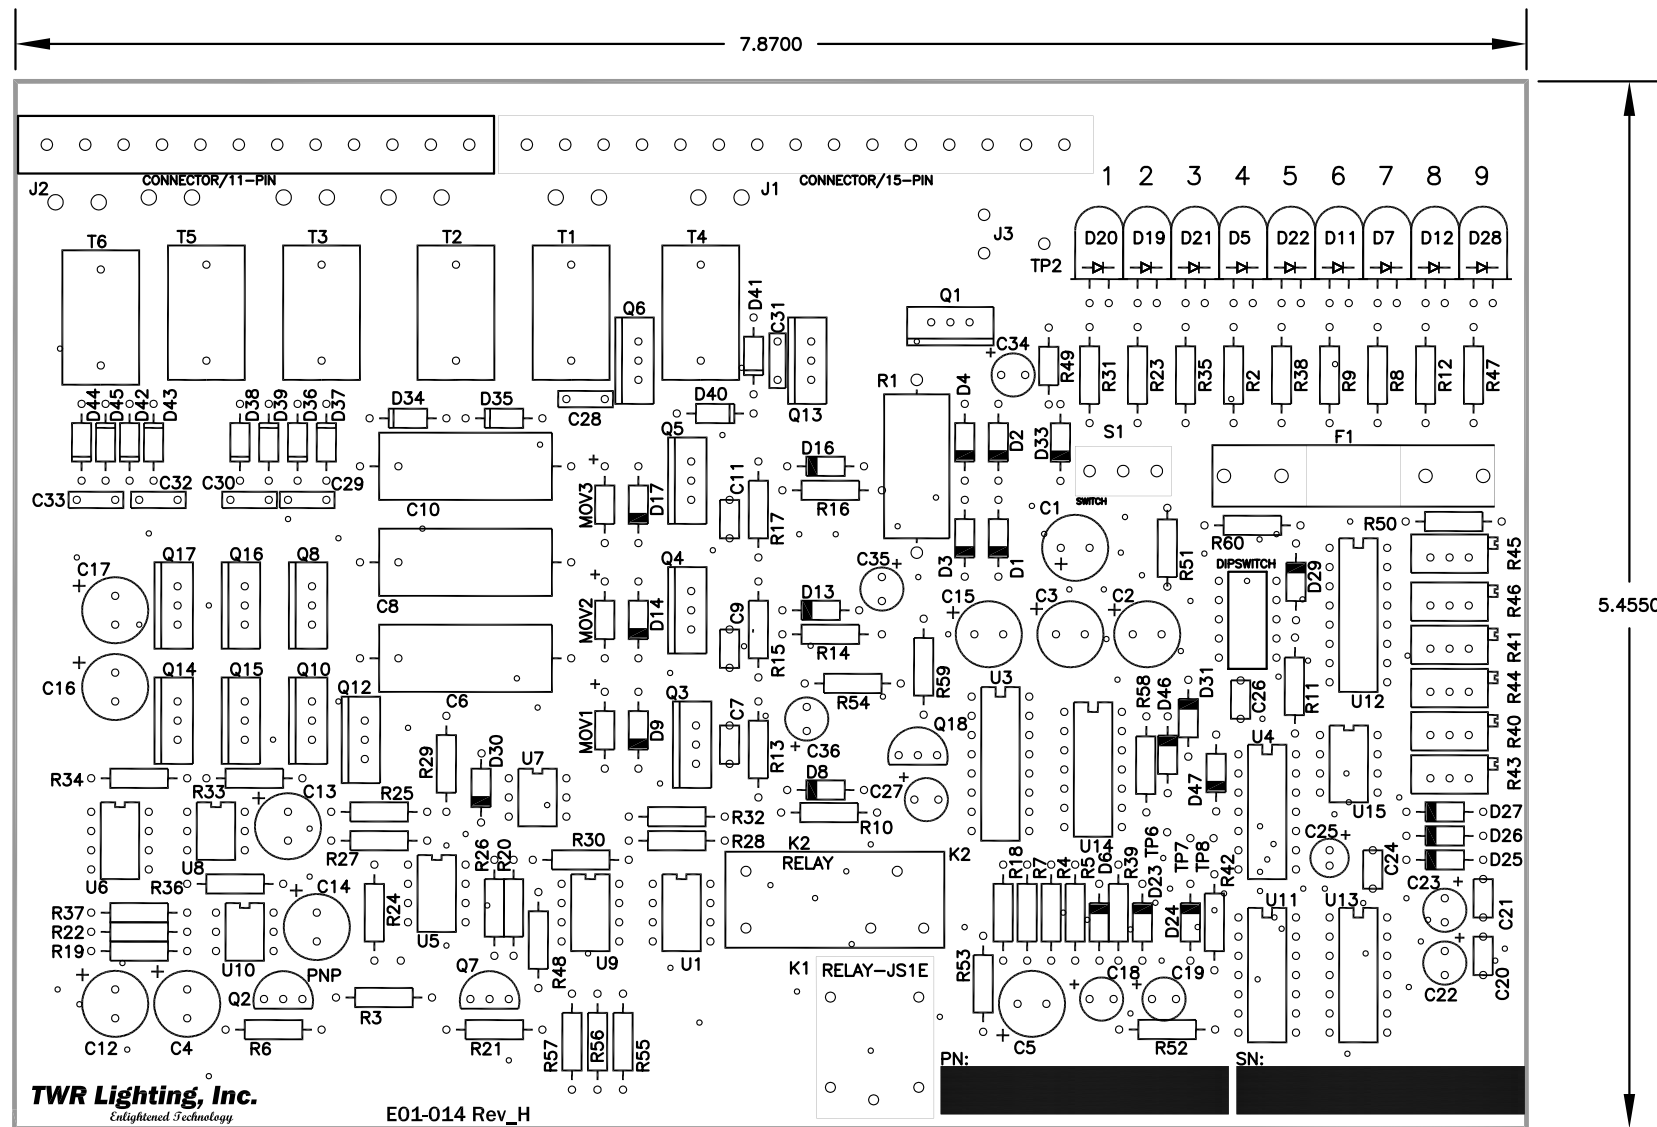 7.8700
5.4550
CONNECTOR/11-PIN
CONNECTOR/15-PIN
J2
J1
1 2 3 4 5 6 7 8 9
J3
TP2
D20 D19 D21 D5 D22 D11 D7 D12 D28
T6 T5 T3 T2 T1 T4
Q6
D41
C31
Q1
C34
R49
R31 R23 R35 R2 R38 R9 R8 R12 R47
D44 D45 D42 D43
D38 D39 D36 D37
D34 D35
C28
D40
Q13
R1
D4
D2
D33
S1
SWITCH
F1
C33 C32 C30 C29
C10
MOV3
D17
Q5
C11
R17
D16
R16
D3
D1
C1
R51
R60
R50
R45
DIPSWITCH
D29
C17
Q17 Q16 Q8
C8
MOV2
D14
Q4
C9
R15
D13
R14
C35
C15 C3 C2
R46
R41
R44
R40
R43
U12
C16
Q14 Q15 Q10
Q12
C6
MOV1
D9
Q3
C7
R13
R54
R59
C36
Q18
U3
R58
D46
D31
C26
R11
U4
R34
R33
C13
R25
R29
D30
U7
D8
R10
C27
D47
U15
D27
D26
D25
R32
R28
U6
U8
R27
R26
R20
R30
K2
RELAY
K2
U14
TP6
TP7
TP8
C25
C24
R36
C14
R24
U5
R18 R7 R4 R5 D6 R39 D23
D24
R42
U11
U13
C23
C21
R37
R22
R19
U10
PNP
R48
U9
U1
K1
RELAY-JS1E
R53
C18
C19
C22
C20
Q2
R3
Q7
C12
C4
R6
R21
R57
R56
R55
C5
R52
PN:
SN:
TWR Lighting, Inc.
Enlightened Technology
E01-014 Rev_H